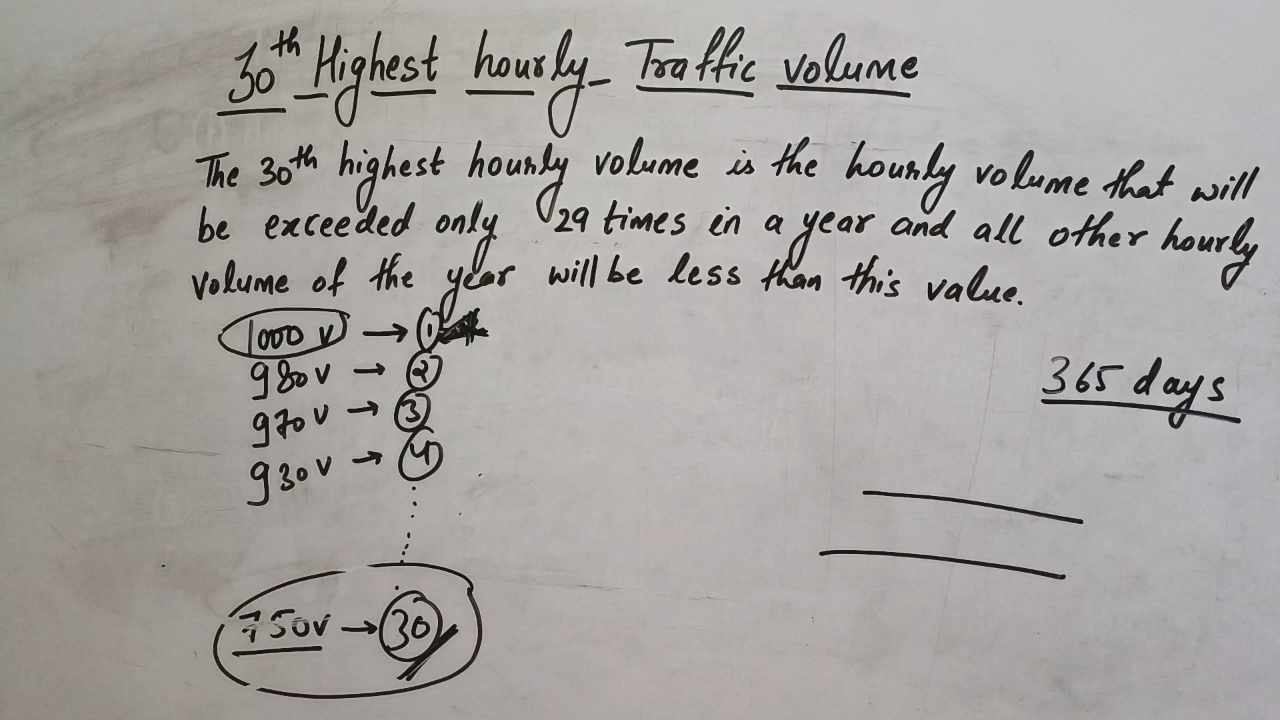 30th Highest hourly Traffic volume
The 30th highest hourly volume is the hourly volume that will
be exceeded only 29 times in a year and all other hourly
volume of the year will be less than this value.
1000 v → 1
980 v → 2
970 v → 3
930 v → 4
365 days
750 v → 30